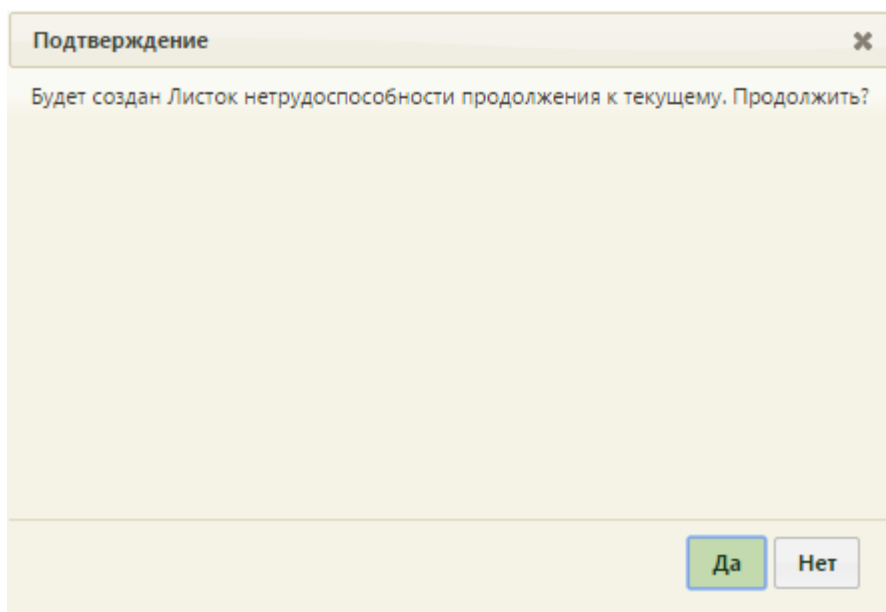 Подтверждение
Будет создан Листок нетрудоспособности продолжения к текущему. Продолжить?
Да Нет